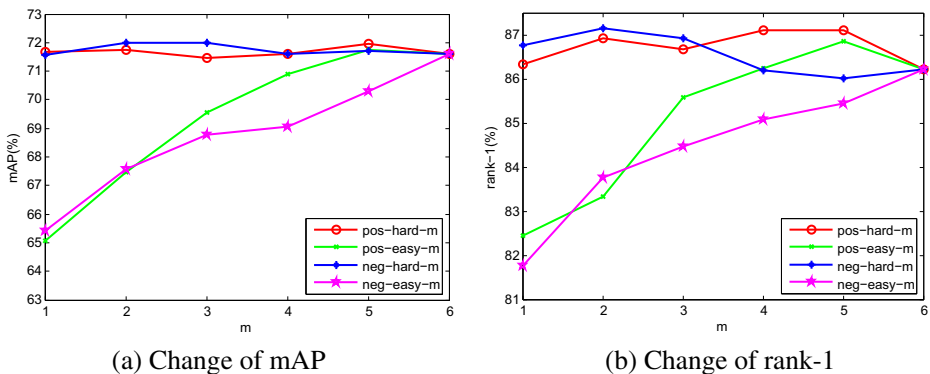 73
72
71
70
69
68
67
66
65
64
63
mAP(%)
1 2 3 4 5 6
m
pos-hard-m
pos-easy-m
neg-hard-m
neg-easy-m
(a) Change of mAP
87
86
85
84
83
82
81
rank-1(%)
1 2 3 4 5 6
m
pos-hard-m
pos-easy-m
neg-hard-m
neg-easy-m
(b) Change of rank-1